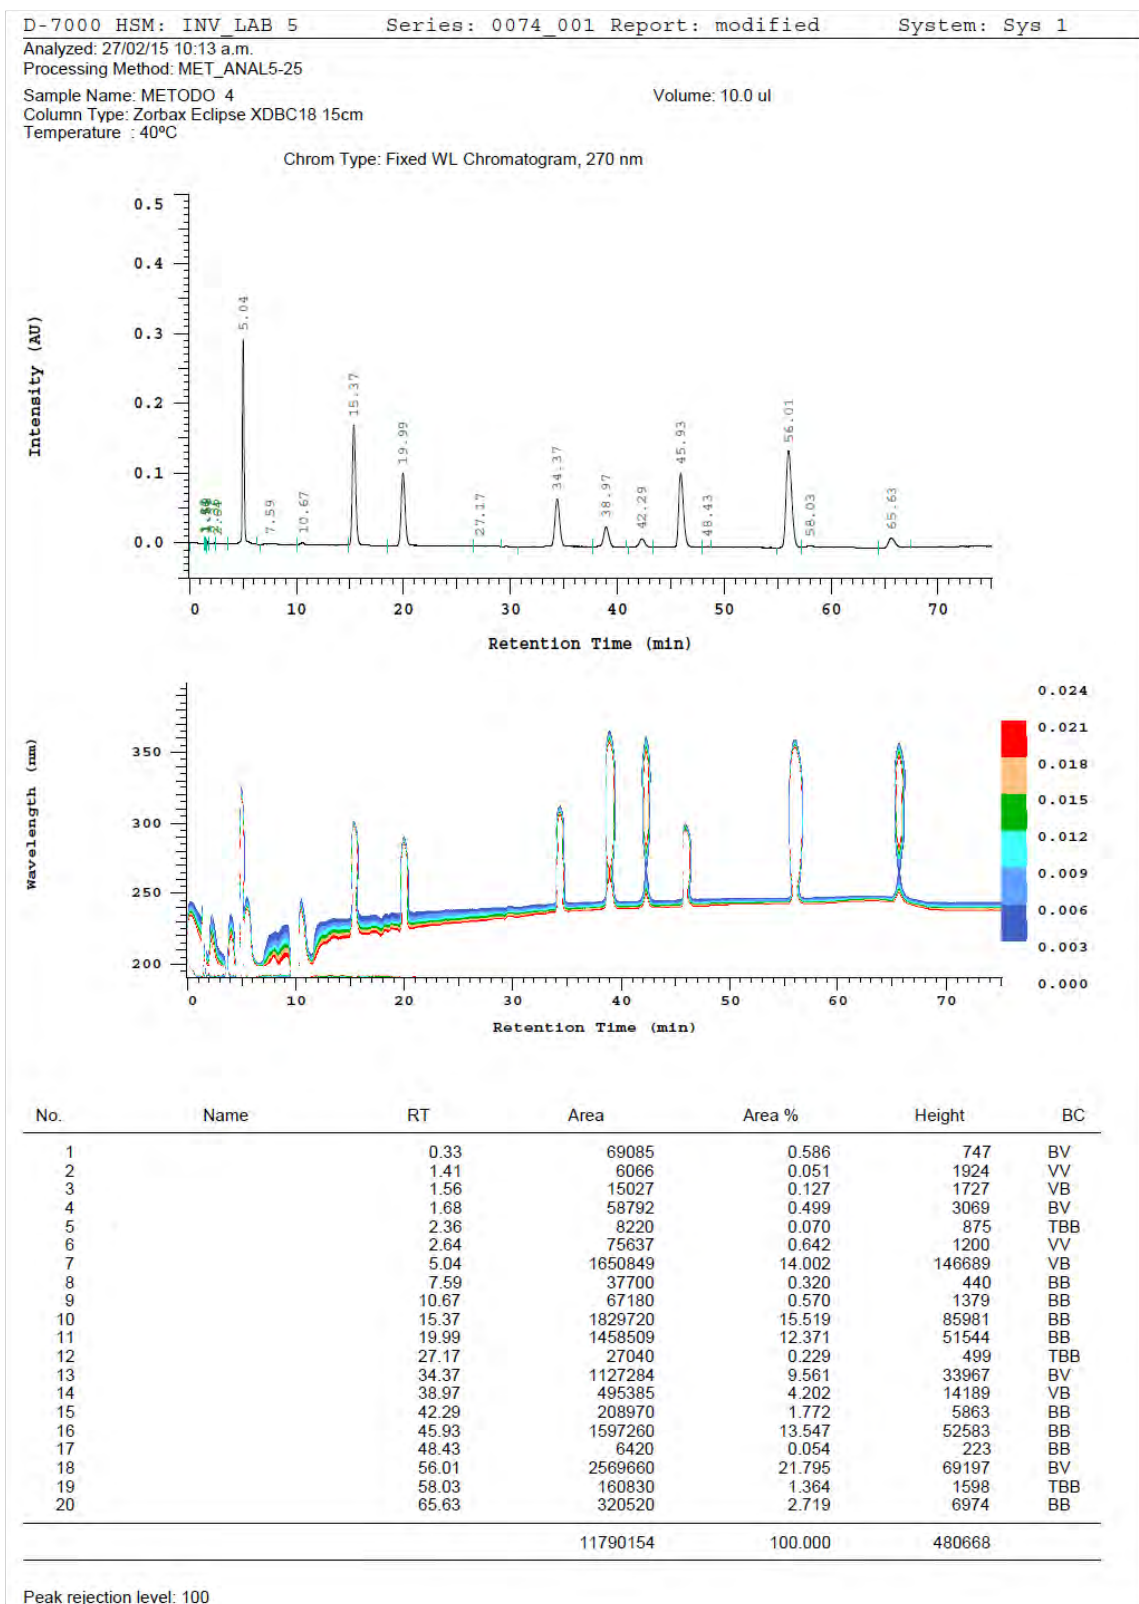 D-7000 HSM: INV_LAB 5 Series: 0074_001 Report: modified System: Sys 1
Analyzed: 27/02/15 10:13 a.m.
Processing Method: MET_ANAL5-25
Sample Name: METODO 4 Volume: 10.0 ul
Column Type: Zorbax Eclipse XDBC18 15cm
Temperature : 40ºC
Chrom Type: Fixed WL Chromatogram, 270 nm
0.5
0.4
0.3
0.2
0.1
0.0
Intensity (AU)
5.04
7.59
10.67
15.37
19.99
27.17
34.37
38.97
42.29
45.93
48.43
56.01
58.03
65.63
0 10 20 30 40 50 60 70
Retention Time (min)
350
300
250
200
Wavelength (nm)
0.024
0.021
0.018
0.015
0.012
0.009
0.006
0.003
0.000
0 10 20 30 40 50 60 70
Retention Time (min)
No. Name RT Area Area % Height BC
1 0.33 69085 0.586 747 BV
2 1.41 6066 0.051 1924 VV
3 1.56 15027 0.127 1727 VB
4 1.68 58792 0.499 3069 BV
5 2.36 8220 0.070 875 TBB
6 2.64 75637 0.642 1200 VV
7 5.04 1650849 14.002 146689 VB
8 7.59 37700 0.320 440 BB
9 10.67 67180 0.570 1379 BB
10 15.37 1829720 15.519 85981 BB
11 19.99 1458509 12.371 51544 BB
12 27.17 27040 0.229 499 TBB
13 34.37 1127284 9.561 33967 BV
14 38.97 495385 4.202 14189 VB
15 42.29 208970 1.772 5863 BB
16 45.93 1597260 13.547 52583 BB
17 48.43 6420 0.054 223 BB
18 56.01 2569660 21.795 69197 BV
19 58.03 160830 1.364 1598 TBB
20 65.63 320520 2.719 6974 BB
11790154 100.000 480668
Peak rejection level: 100